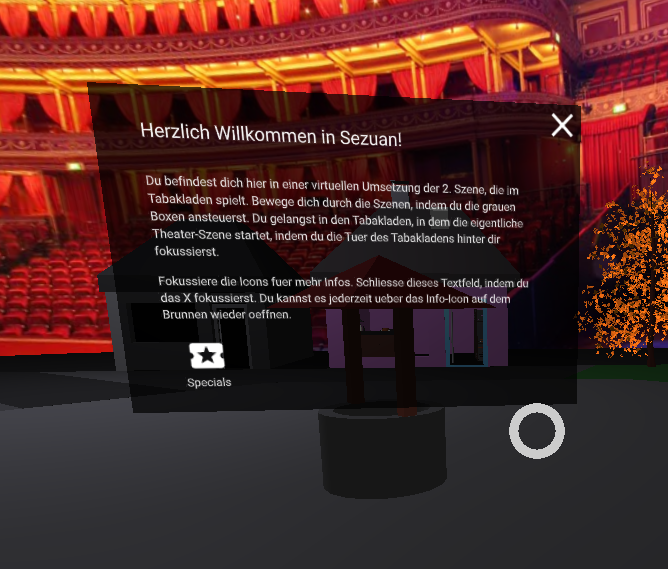 Herzlich Willkommen in Sezuan!
Du befindest dich hier in einer virtuellen Umsetzung der 2. Szene, die im
Tabakladen spielt. Bewege dich durch die Szenen, indem du die grauen
Boxen ansteuerst. Du gelangst in den Tabakladen, in dem die eigentliche
Theater-Szene startet, indem du die Tuer des Tabakladens hinter dir
fokussierst.
Fokussiere die Icons fuer mehr Infos. Schliesse dieses Textfeld, indem du
das X fokussierst. Du kannst es jederzeit ueber das Info-Icon auf dem
Brunnen wieder oeffnen.
Specials